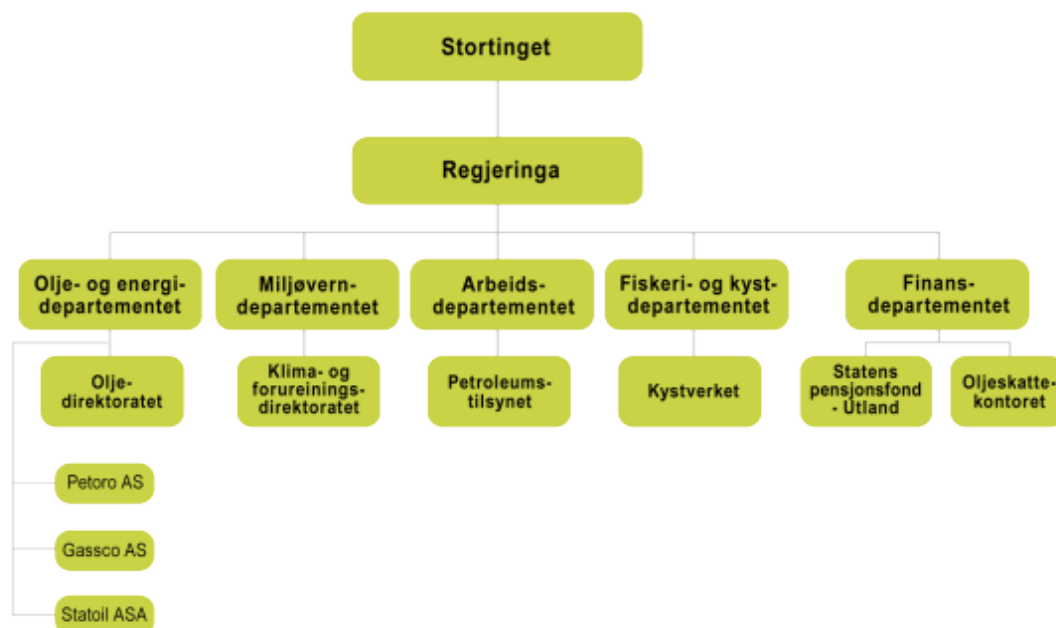 Stortinget
Regjeringa
Olje- og energi-
departementet
Miljøvern-
departementet
Arbeids-
departementet
Fiskeri- og kyst-
departementet
Finans-
departementet
Olje-
direktoratet
Klima- og
forureinings-
direktoratet
Petroleums-
tilsynet
Kystverket
Statens
pensjonsfond
- Utland
Oljeskatte-
kontoret
Petoro AS
Gassco AS
Statoil ASA